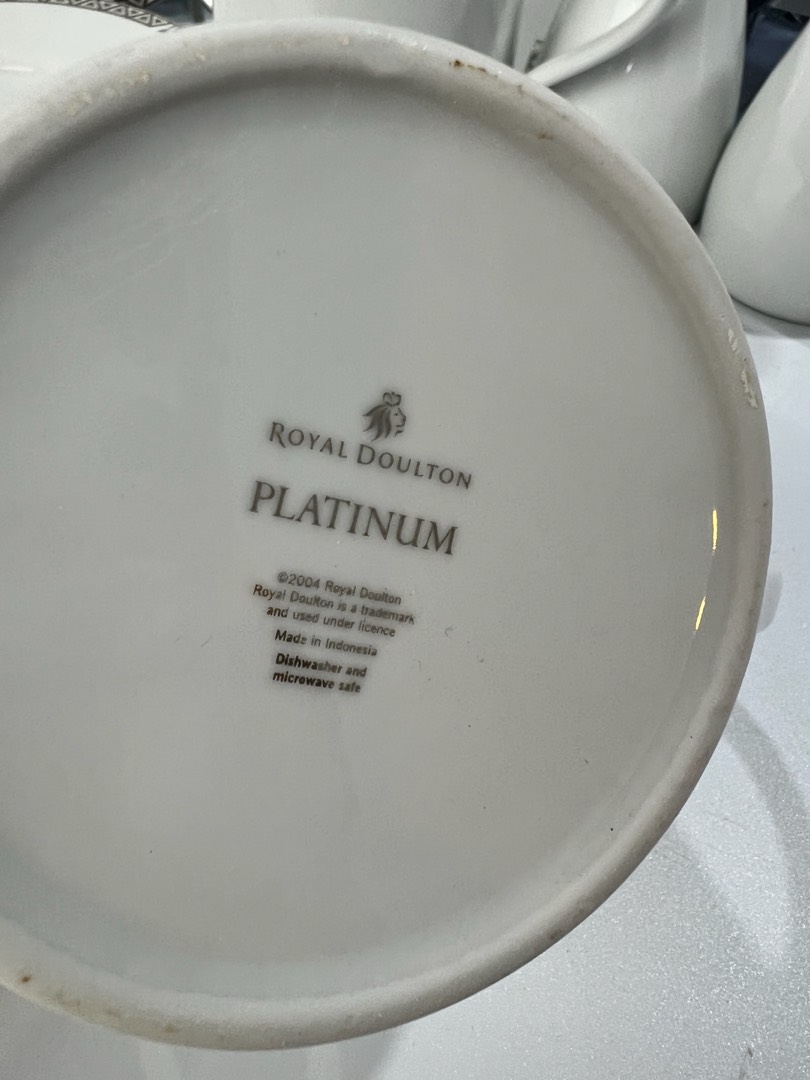 ROYAL DOULTON
PLATINUM
©2004 Royal Doulton
Royal Doulton is a trademark
and used under licence
Made in Indonesia
Dishwasher and
microwave safe